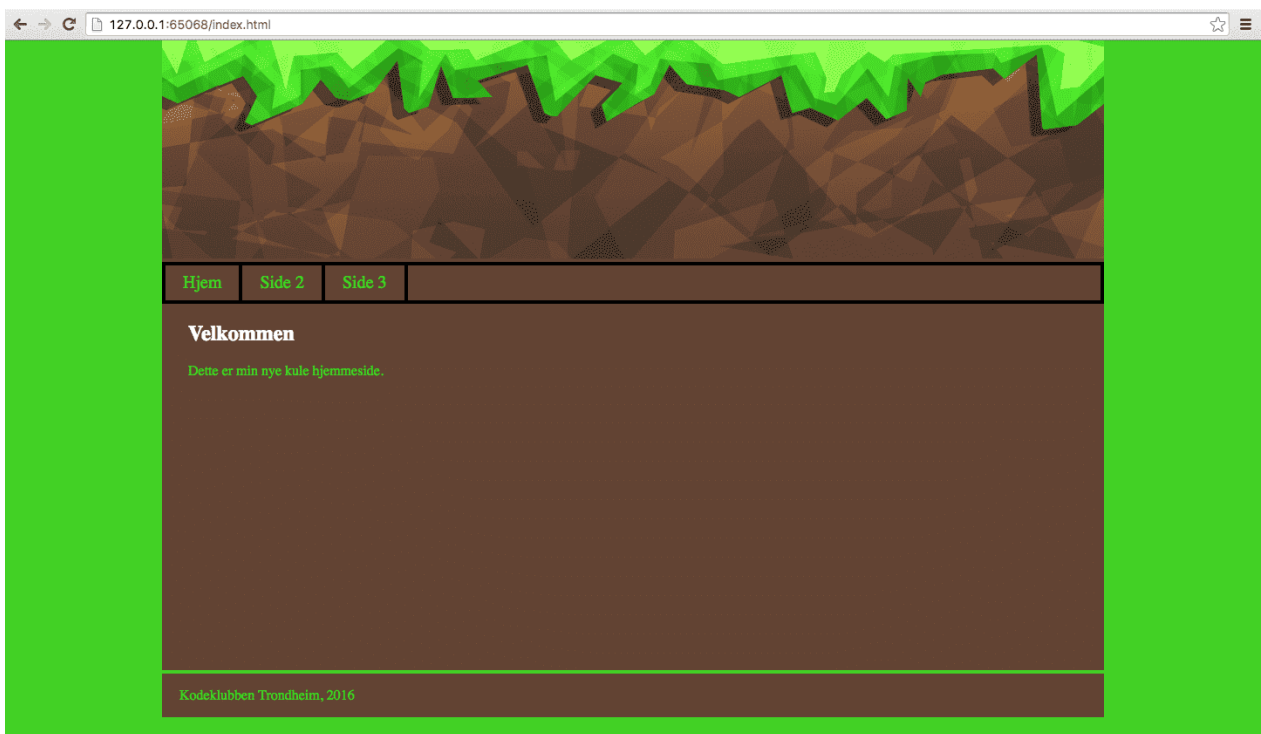 127.0.0.1:65068/index.html
Hjem
Side 2
Side 3
Velkommen
Dette er min nye kule hjemmeside.
Kodeklubben Trondheim, 2016